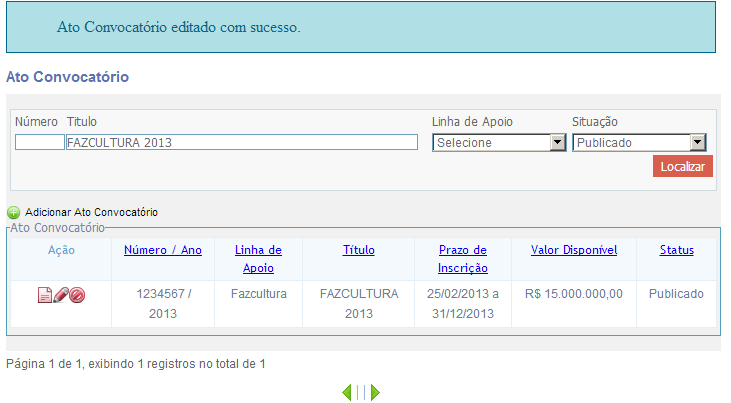 Ato Convocatório editado com sucesso.
Ato Convocatório
Número Título Linha de Apoio Situação
FAZCULTURA 2013 Selecione Publicado
Localizar
Adicionar Ato Convocatório
Ato Convocatório
Ação Número / Ano Linha de Apoio Título Prazo de Inscrição Valor Disponível Status
1234567 / 2013 Fazcultura FAZCULTURA 2013 25/02/2013 a 31/12/2013 R$ 15.000.000,00 Publicado
Página 1 de 1, exibindo 1 registros no total de 1